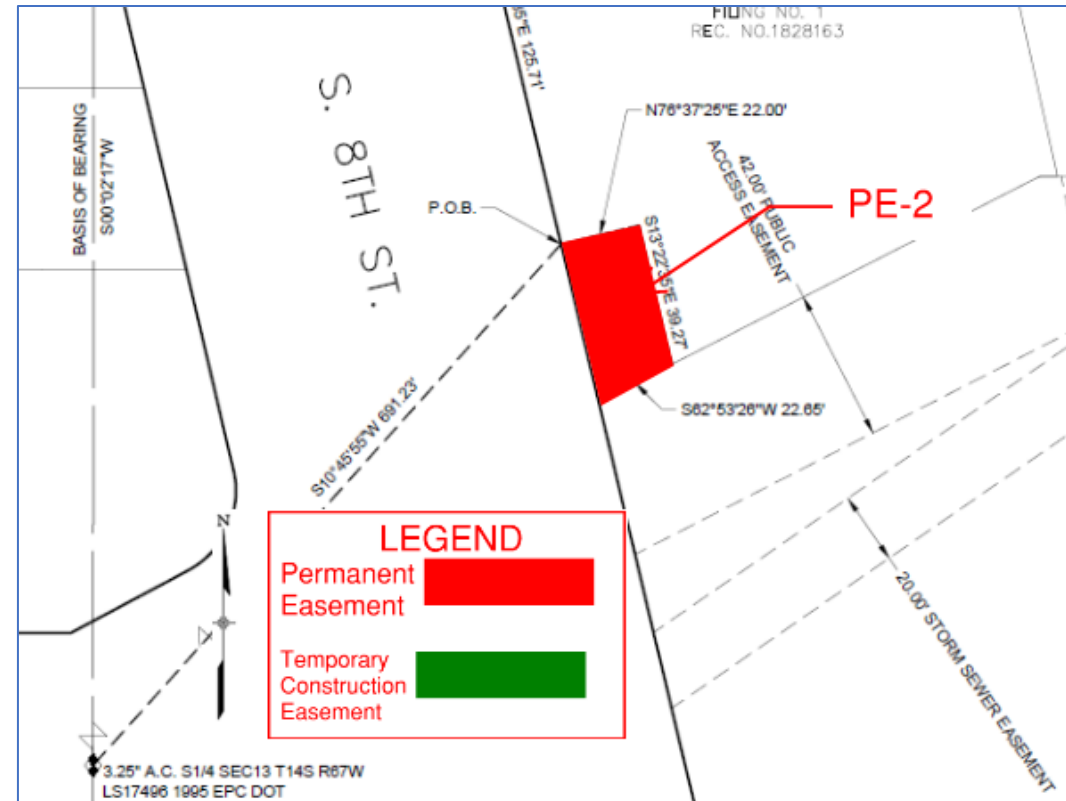 FILING NO. 1
REC. NO.1828163
35"E 125.71'
S. 8TH ST.
BASIS OF BEARING
S00°02'17"W
N76°37'25"E 22.00'
42.00' PUBLIC
ACCESS EASEMENT
PE-2
P.O.B.
S13°22'35"E 39.27'
S62°53'26"W 22.65'
S10°45'55"W 691.23'
N
LEGEND
Permanent
Easement
Temporary
Construction
Easement
20.00' STORM SEWER EASEMENT
3.25" A.C. S1/4 SEC13 T14S R67W
LS17496 1995 EPC DOT